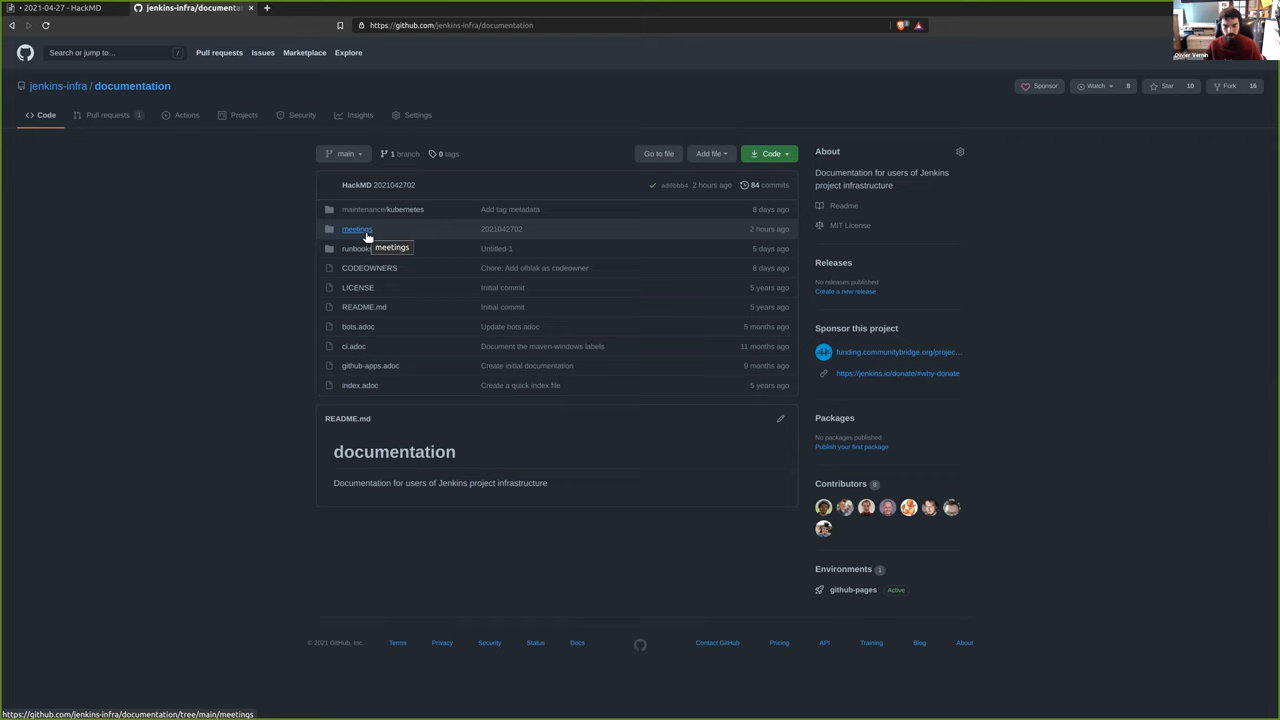 • 2021-04-27 - HackMD
jenkins-infra/documentat
https://github.com/jenkins-infra/documentation
3
Olivier Vernin
Search or jump to…
/
Pull requests
Issues
Marketplace
Explore
jenkins-infra / documentation
Sponsor
Watch
8
Star
10
Fork
16
Code
Pull requests 1
Actions
Projects
Security
Insights
Settings
main
1 branch
0 tags
Go to file
Add file
Code
HackMD 2021042702
2 hours ago
84 commits
maintenance/kubernetes
Add tag metadata
8 days ago
meetings
2021042702
2 hours ago
meetings
runbook
Untitled-1
5 days ago
CODEOWNERS
Chore: Add olblak as codeowner
8 days ago
LICENSE
Initial commit
5 years ago
README.md
Initial commit
5 years ago
bots.adoc
Update bots.adoc
5 months ago
ci.adoc
Document the maven-windows labels
11 months ago
github-apps.adoc
Create initial documentation
9 months ago
index.adoc
Create a quick index file
5 years ago
README.md
documentation
Documentation for users of Jenkins project infrastructure
About
Documentation for users of Jenkins
project infrastructure
Readme
MIT License
Releases
No releases published
Create a new release
Sponsor this project
funding.communitybridge.org/projec…
https://jenkins.io/donate/#why-donate
Packages
No packages published
Publish your first package
Contributors 8
Environments 1
github-pages
Active
© 2021 GitHub, Inc.
Terms
Privacy
Security
Status
Docs
Contact GitHub
Pricing
API
Training
Blog
About
https://github.com/jenkins-infra/documentation/tree/main/meetings